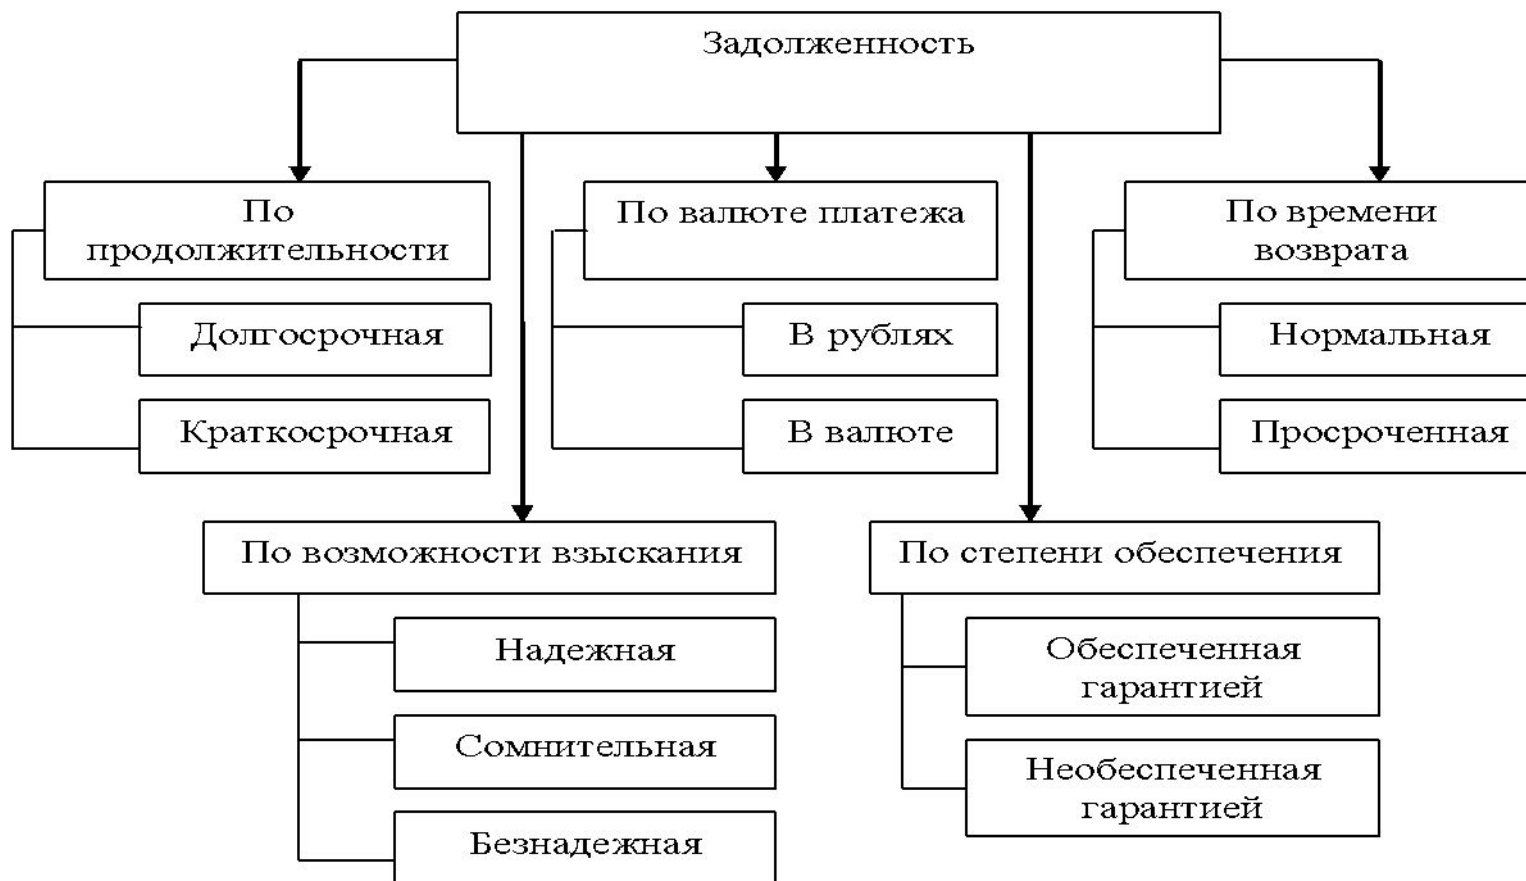 Задолженность
По
продолжительности
По валюте платежа
По времени
возврата
Долгосрочная
В рублях
Нормальная
Краткосрочная
В валюте
Просроченная
По возможности взыскания
По степени обеспечения
Надежная
Обеспеченная
гарантией
Сомнительная
Необеспеченная
гарантией
Безнадежная